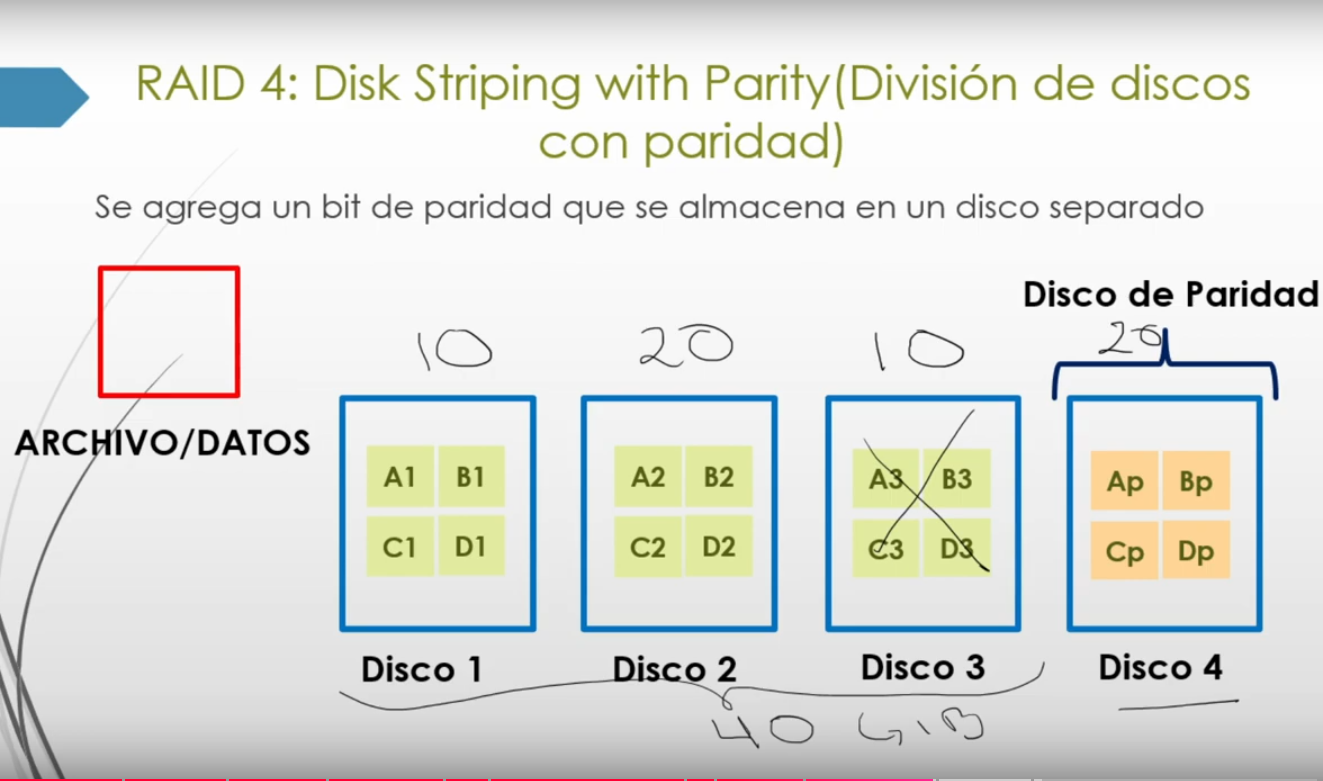 RAID 4: Disk Striping with Parity(División de discos
con paridad)
Se agrega un bit de paridad que se almacena en un disco separado
Disco de Paridad
10 20 10 20
ARCHIVO/DATOS
A1 B1 A2 B2 A3 B3 Ap Bp
C1 D1 C2 D2 C3 D3 Cp Dp
Disco 1 Disco 2 Disco 3 Disco 4
40 GIB